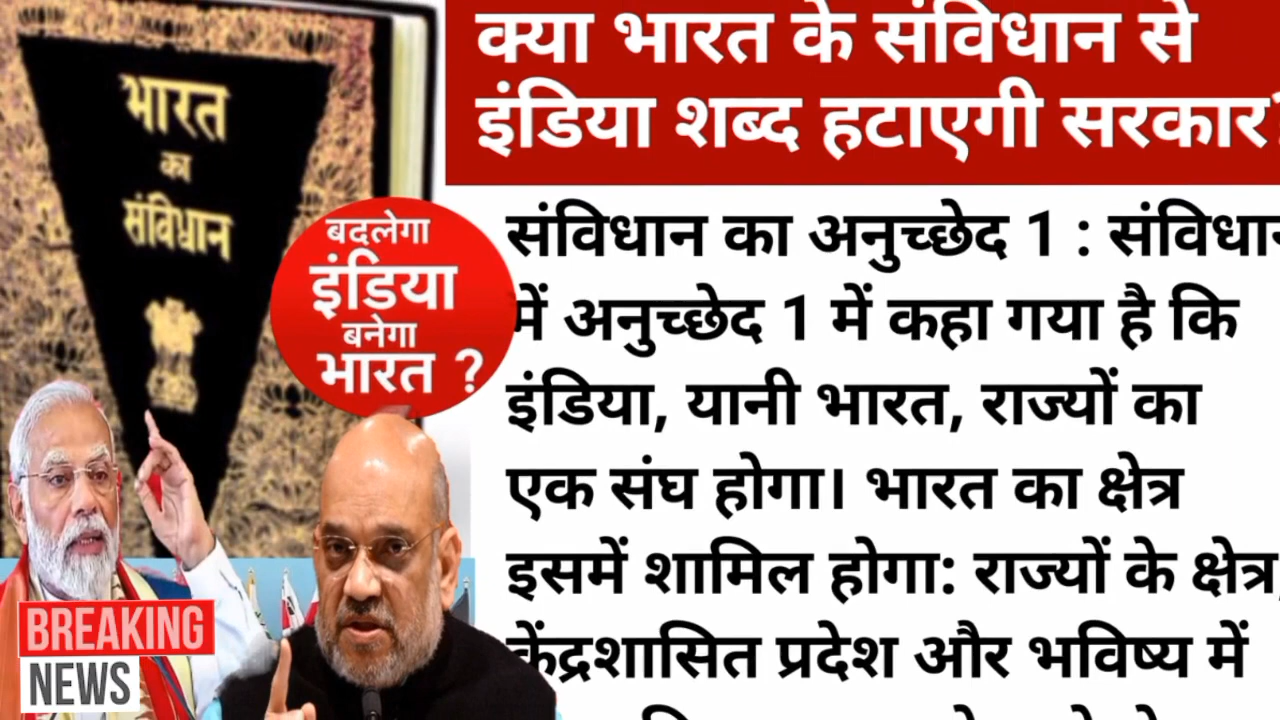 भारत
का
संविधान
क्या भारत के संविधान से
इंडिया शब्द हटाएगी सरकार?
बदलेगा
इंडिया
बनेगा
भारत ?
संविधान का अनुच्छेद 1 : संविधान
में अनुच्छेद 1 में कहा गया है कि
इंडिया, यानी भारत, राज्यों का
एक संघ होगा। भारत का क्षेत्र
इसमें शामिल होगा: राज्यों के क्षेत्र,
केंद्रशासित प्रदेश और भविष्य में
BREAKING
NEWS